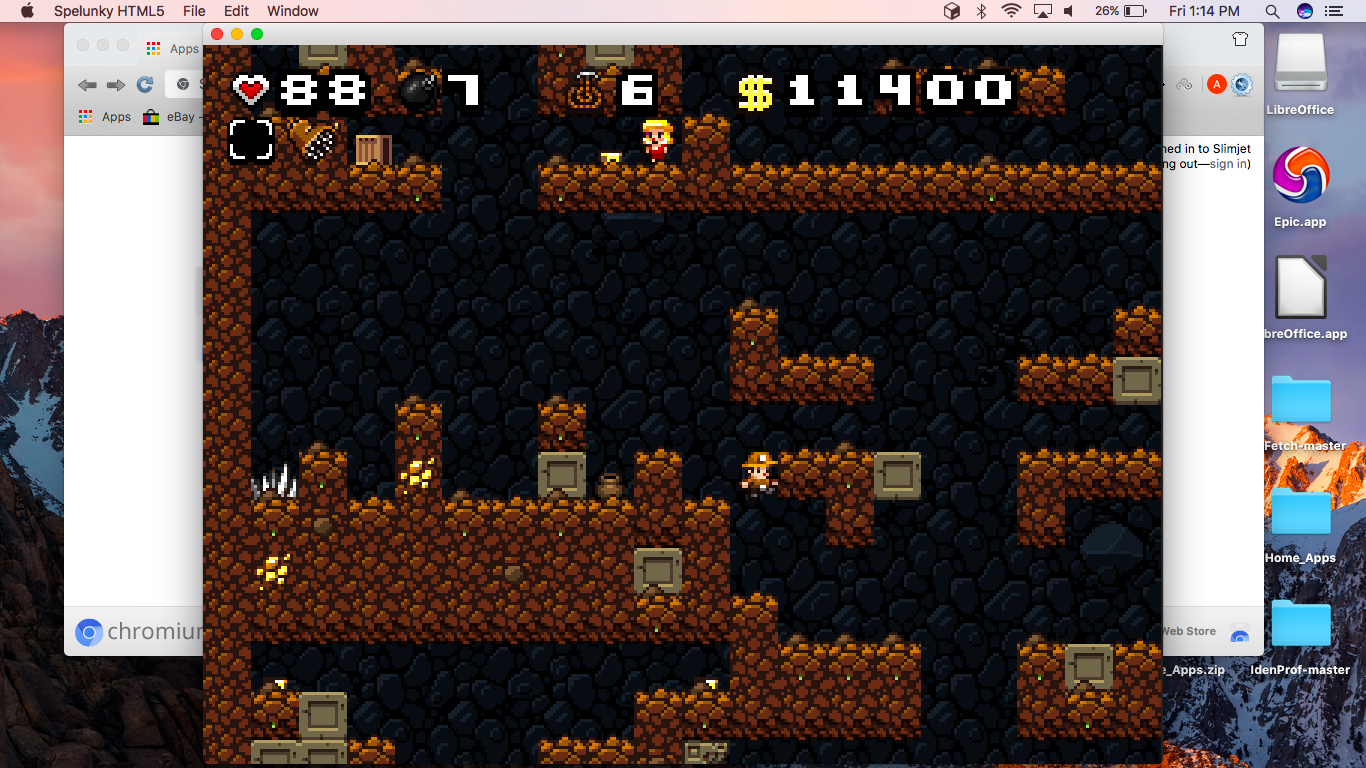 Spelunky HTML5 File Edit Window 26% Fri 1:14 PM
Apps
88 7 6 $11400
A
Apps eBay
ned in to Slimjet
ng out—sign in)
LibreOffice
Epic.app
breOffice.app
Fetch-master
Home_Apps
chromium
Web Store
e_Apps.zip IdenProf-master